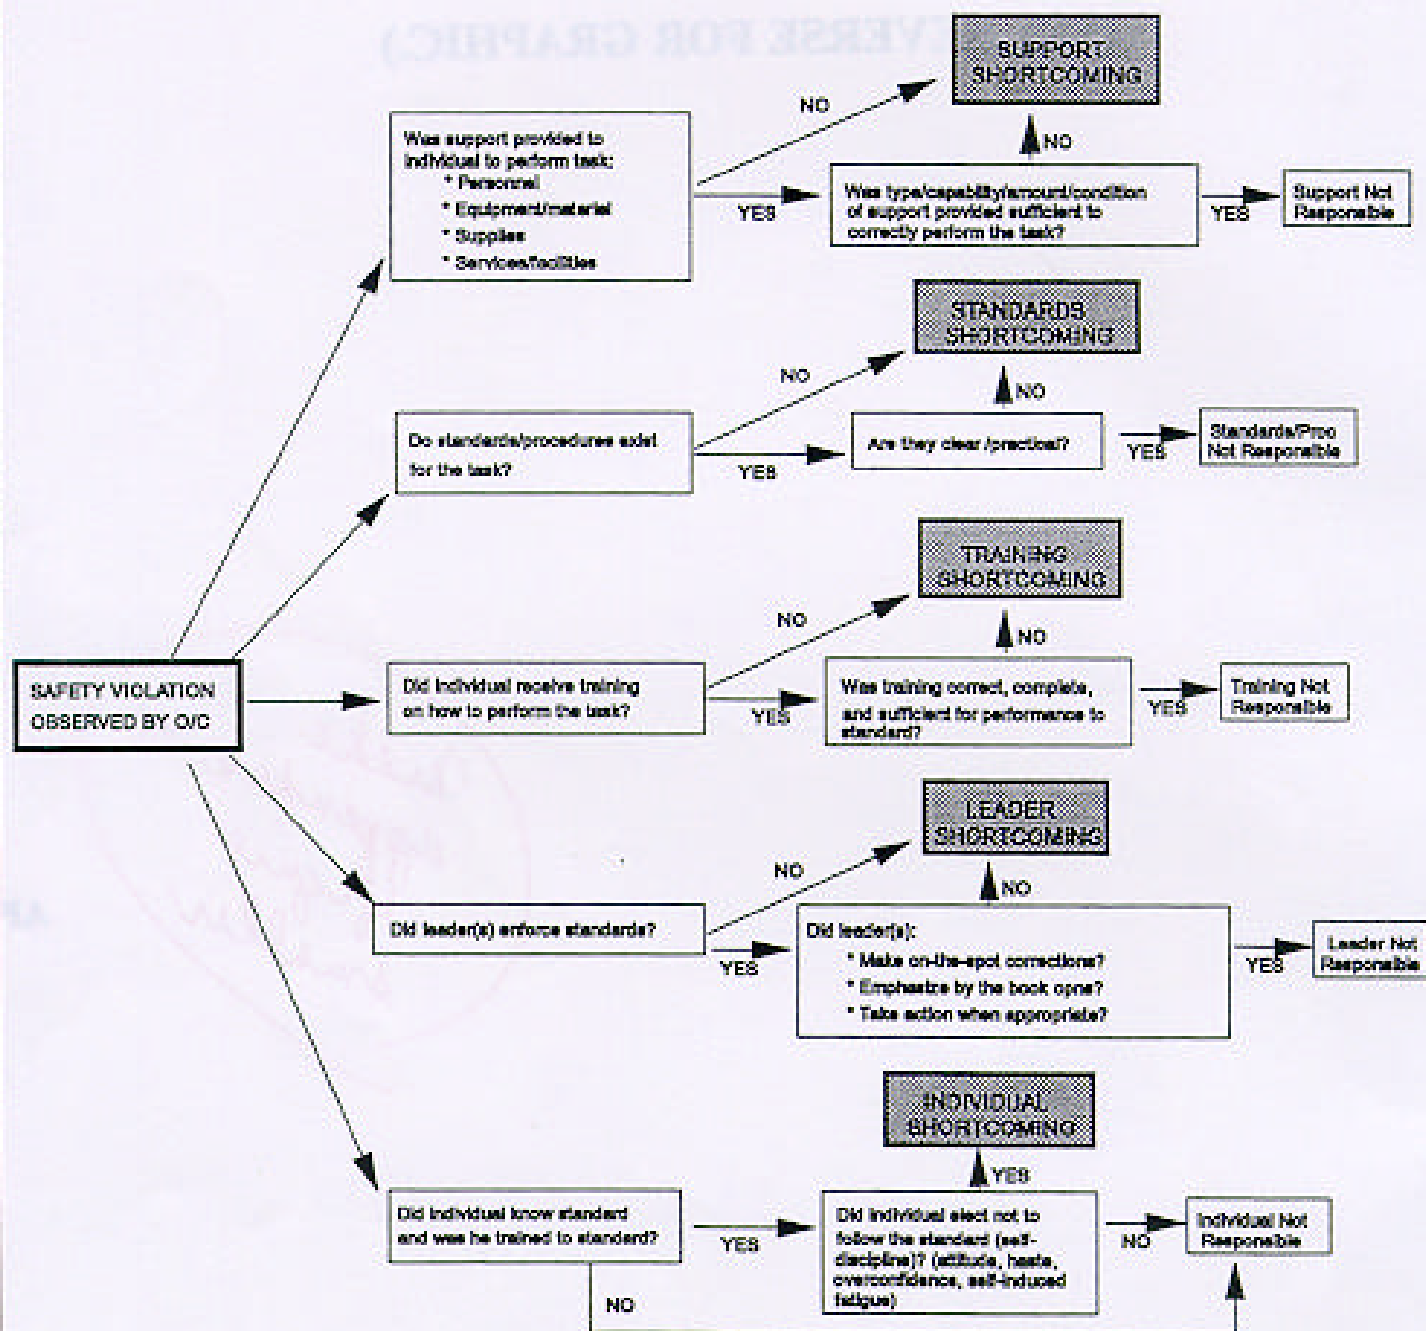 SUPPORT
SHORTCOMING
NO
Was support provided to
individual to perform task:
* Personnel
* Equipment/materiel
* Supplies
* Services/facilities
YES
NO
Was type/capability/amount/condition
of support provided sufficient to
correctly perform the task?
YES
Support Not
Responsible
STANDARDS
SHORTCOMING
NO
Do standards/procedures exist
for the task?
YES
NO
Are they clear/practical?
YES
Standards/Proc
Not Responsible
TRAINING
SHORTCOMING
NO
SAFETY VIOLATION
OBSERVED BY O/C
Did individual receive training
on how to perform the task?
YES
NO
Was training correct, complete,
and sufficient for performance to
standard?
YES
Training Not
Responsible
LEADER
SHORTCOMING
NO
Did leader(s) enforce standards?
YES
NO
Did leader(s):
* Make on-the-spot corrections?
* Emphasize by the book opns?
* Take action when appropriate?
YES
Leader Not
Responsible
INDIVIDUAL
SHORTCOMING
YES
Did individual know standard
and was he trained to standard?
YES
Did individual elect not to
follow the standard (self-
discipline)? (attitude, haste,
overconfidence, self-induced
fatigue)
NO
Individual Not
Responsible
NO